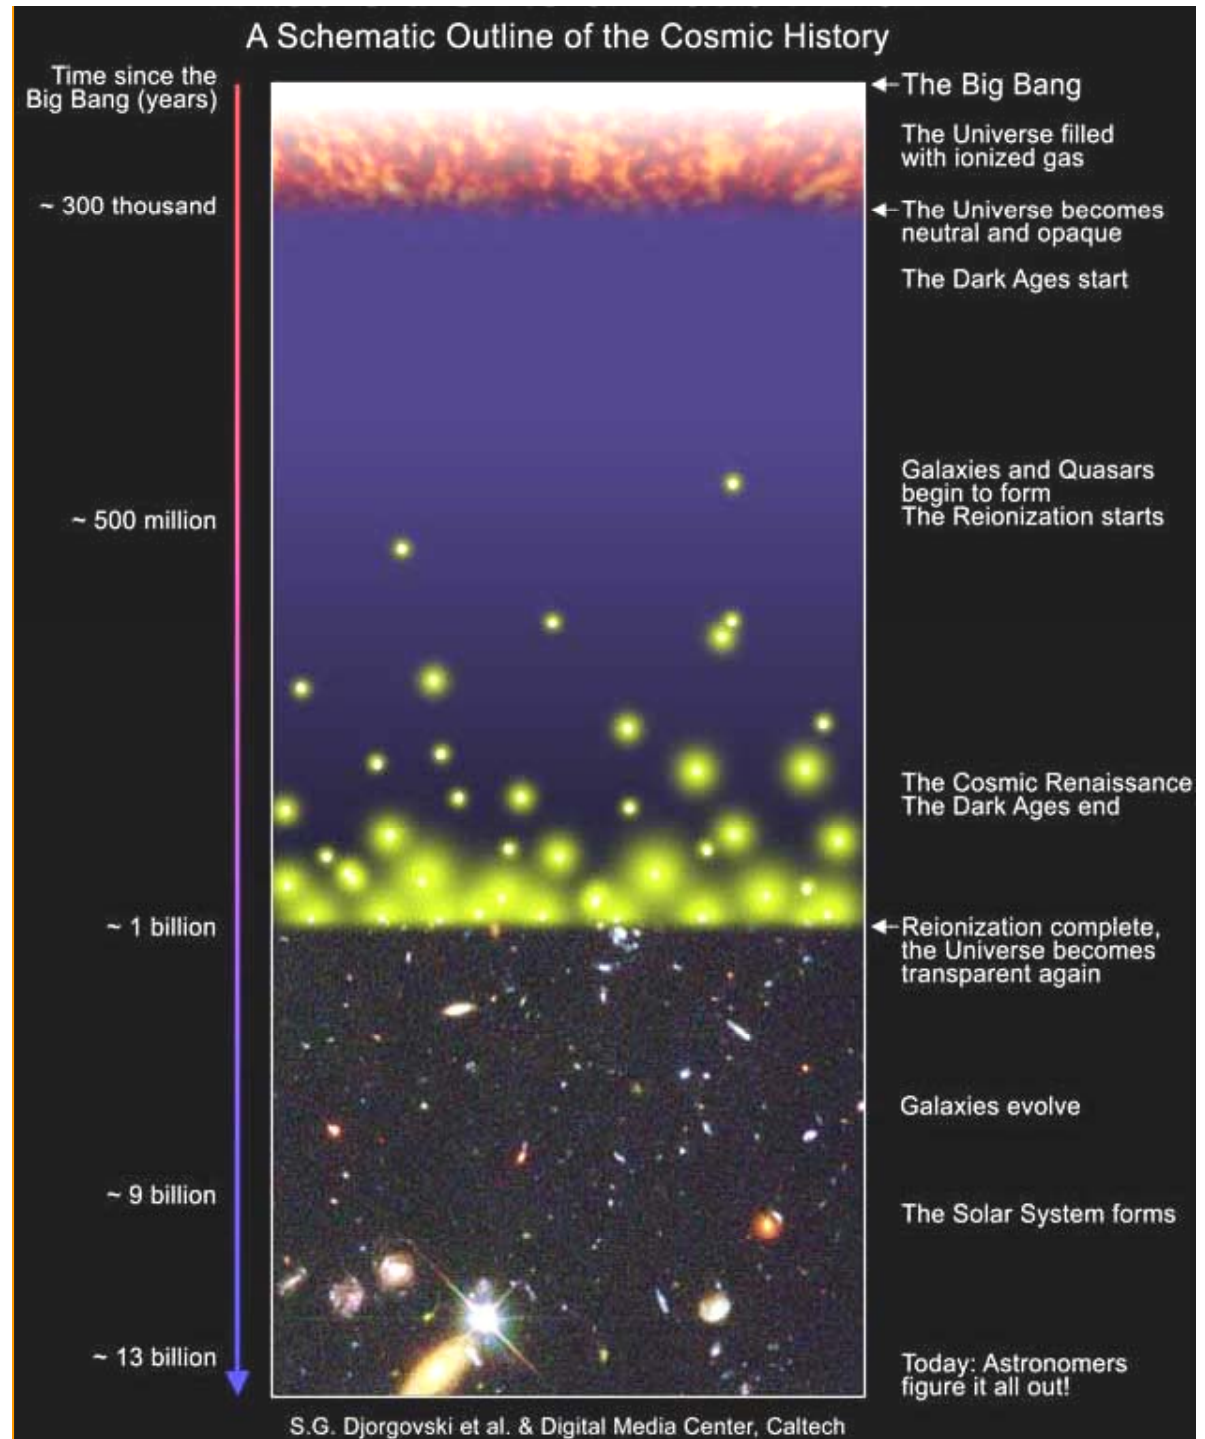 A Schematic Outline of the Cosmic History
Time since the
Big Bang (years)
The Big Bang
The Universe filled
with ionized gas
~ 300 thousand
The Universe becomes
neutral and opaque
The Dark Ages start
Galaxies and Quasars
begin to form
The Reionization starts
~ 500 million
The Cosmic Renaissance
The Dark Ages end
~ 1 billion
Reionization complete,
the Universe becomes
transparent again
Galaxies evolve
~ 9 billion
The Solar System forms
~ 13 billion
Today: Astronomers
figure it all out!
S.G. Djorgovski et al. & Digital Media Center, Caltech